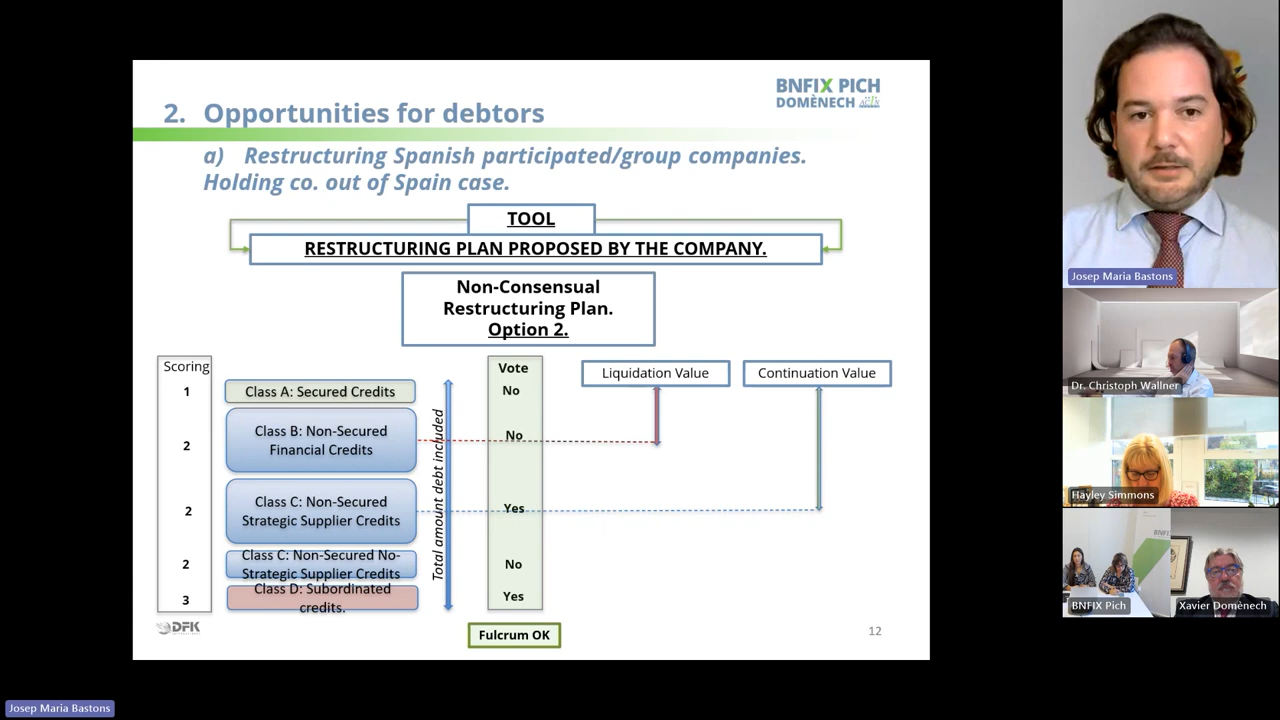 BNFIX PICH
DOMÈNECH
2. Opportunities for debtors
a) Restructuring Spanish participated/group companies.
Holding co. out of Spain case.
TOOL
RESTRUCTURING PLAN PROPOSED BY THE COMPANY.
Non-Consensual
Restructuring Plan.
Option 2.
Scoring
Vote
Liquidation Value
Continuation Value
1
Class A: Secured Credits
No
2
Class B: Non-Secured
Financial Credits
No
2
Class C: Non-Secured
Strategic Supplier Credits
Yes
2
Class C: Non-Secured No-
Strategic Supplier Credits
No
3
Class D: Subordinated
credits.
Yes
Total amount debt included
Fulcrum OK
DFK
12
Josep Maria Bastons
Dr. Christoph Wallner
Hayley Simmons
BNFIX Pich
Xavier Domènech
Josep Maria Bastons